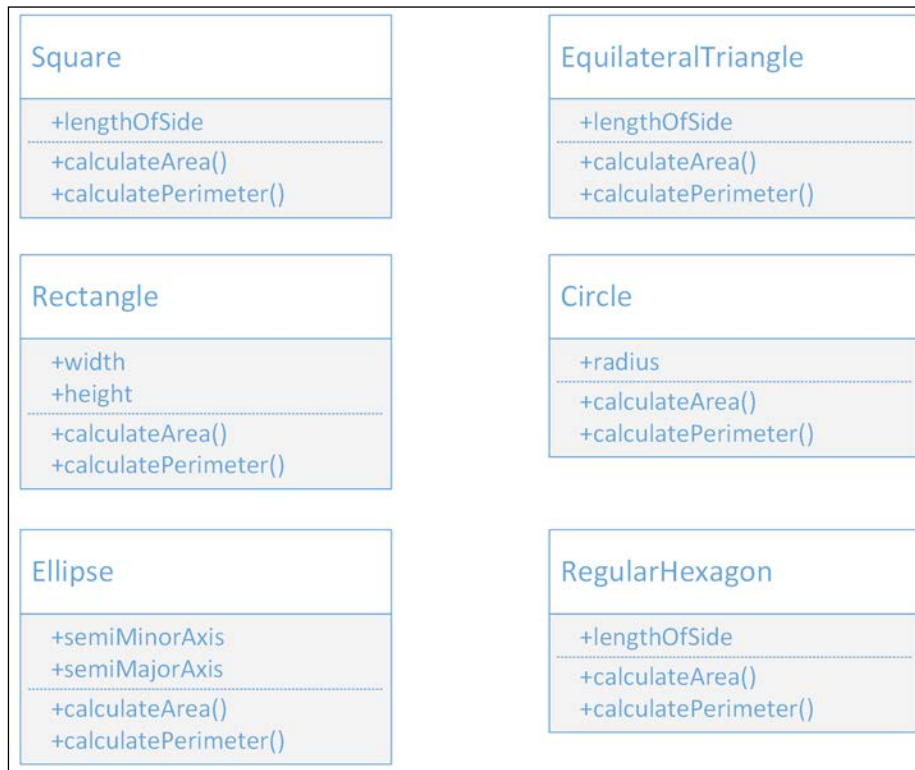 Square
+lengthOfSide
+calculateArea()
+calculatePerimeter()
EquilateralTriangle
+lengthOfSide
+calculateArea()
+calculatePerimeter()
Rectangle
+width
+height
+calculateArea()
+calculatePerimeter()
Circle
+radius
+calculateArea()
+calculatePerimeter()
Ellipse
+semiMinorAxis
+semiMajorAxis
+calculateArea()
+calculatePerimeter()
RegularHexagon
+lengthOfSide
+calculateArea()
+calculatePerimeter()